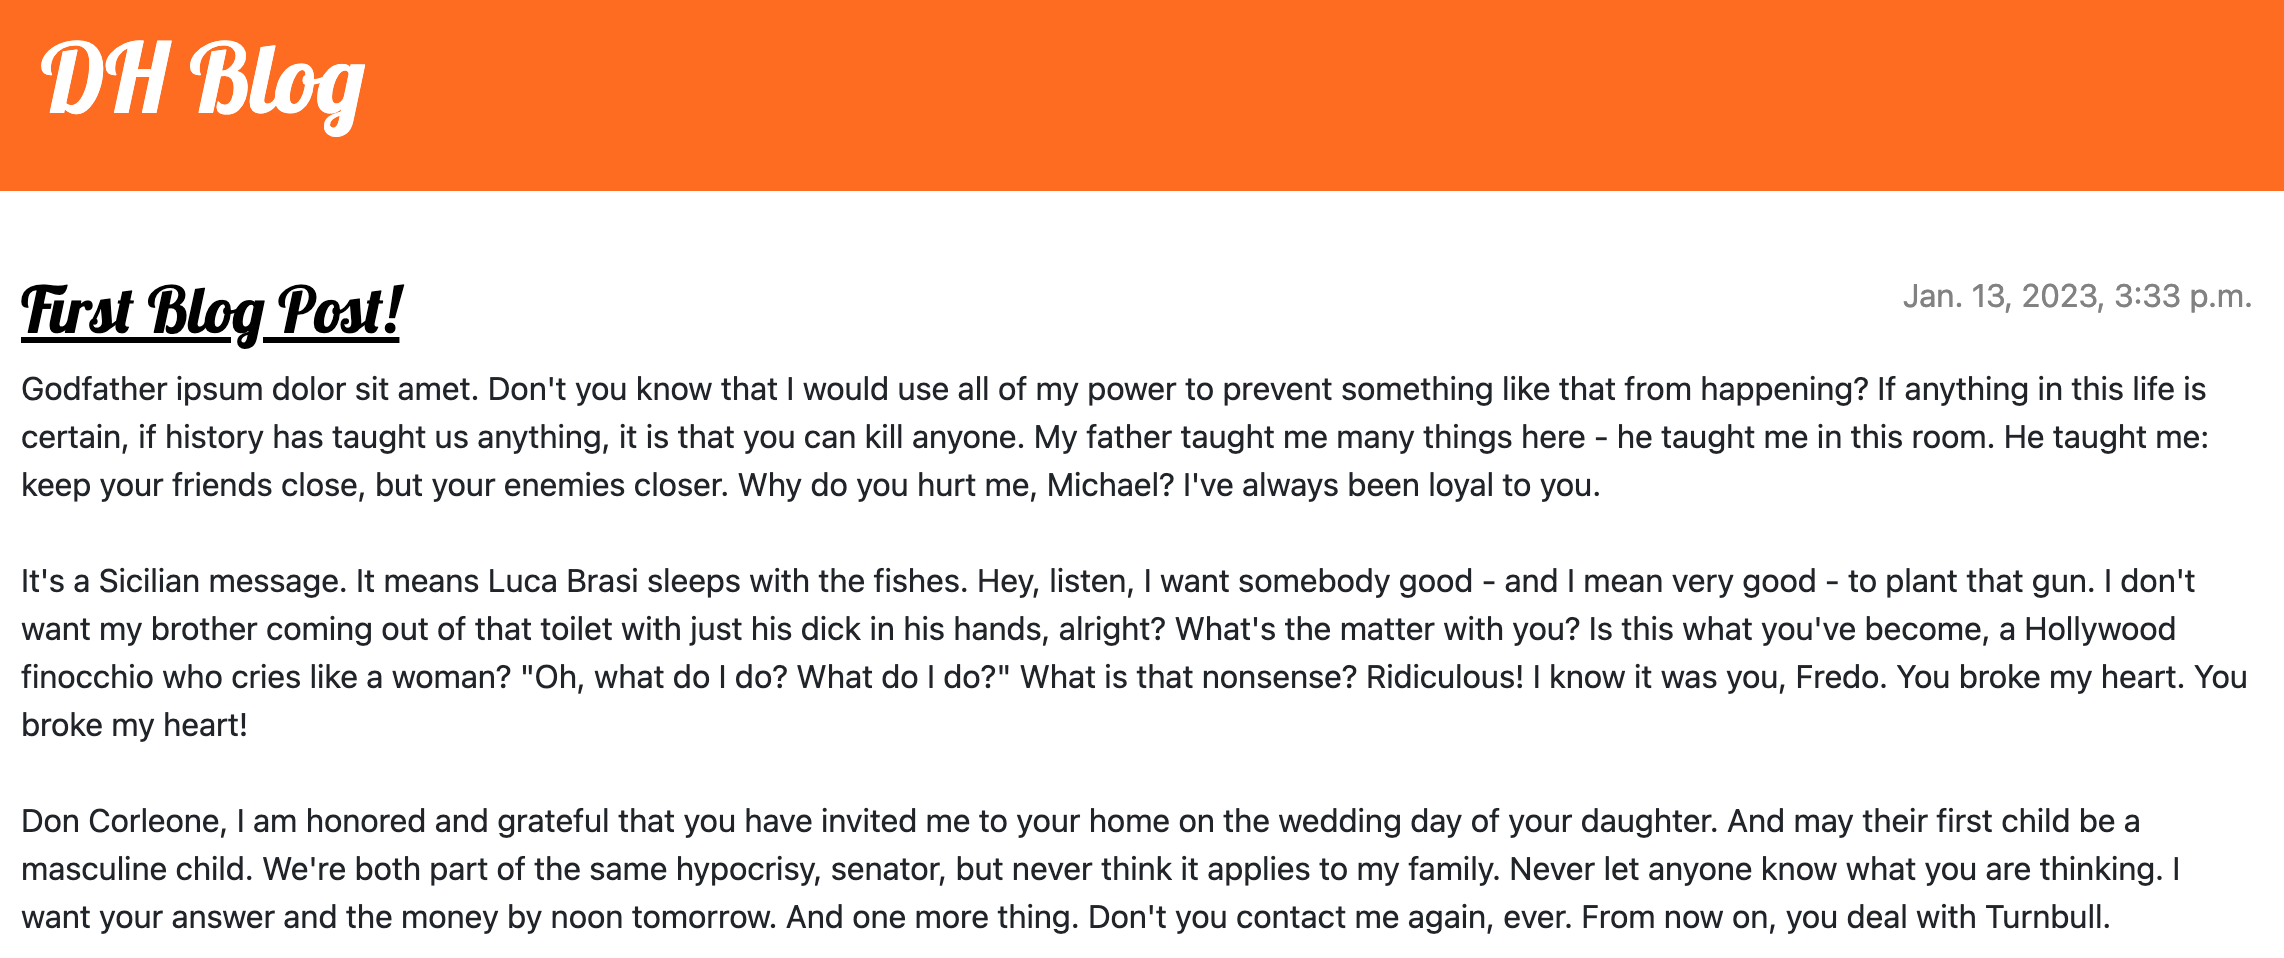 DH Blog
First Blog Post!
Jan. 13, 2023, 3:33 p.m.
Godfather ipsum dolor sit amet. Don't you know that I would use all of my power to prevent something like that from happening? If anything in this life is
certain, if history has taught us anything, it is that you can kill anyone. My father taught me many things here - he taught me in this room. He taught me:
keep your friends close, but your enemies closer. Why do you hurt me, Michael? I've always been loyal to you.
It's a Sicilian message. It means Luca Brasi sleeps with the fishes. Hey, listen, I want somebody good - and I mean very good - to plant that gun. I don't
want my brother coming out of that toilet with just his dick in his hands, alright? What's the matter with you? Is this what you've become, a Hollywood
finocchio who cries like a woman? "Oh, what do I do? What do I do?" What is that nonsense? Ridiculous! I know it was you, Fredo. You broke my heart. You
broke my heart!
Don Corleone, I am honored and grateful that you have invited me to your home on the wedding day of your daughter. And may their first child be a
masculine child. We're both part of the same hypocrisy, senator, but never think it applies to my family. Never let anyone know what you are thinking. I
want your answer and the money by noon tomorrow. And one more thing. Don't you contact me again, ever. From now on, you deal with Turnbull.